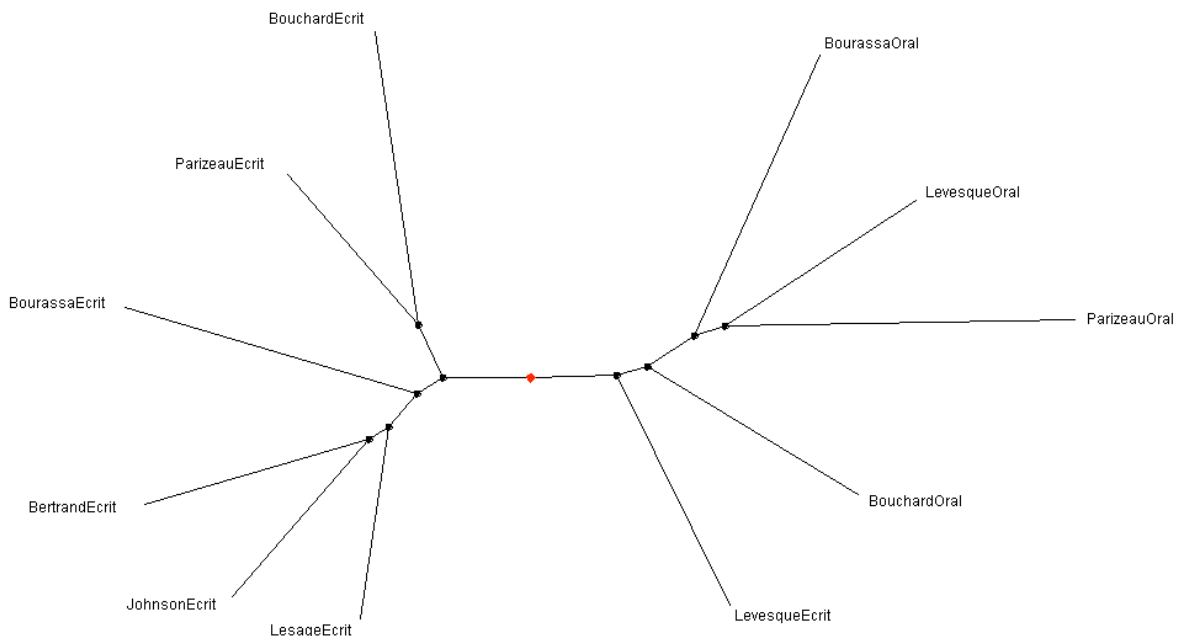 BouchardEcrit
BourassaOral
ParizeauEcrit
LevesqueOral
BourassaEcrit
ParizeauOral
BertrandEcrit
BouchardOral
JohnsonEcrit
LevesqueEcrit
LesageEcrit